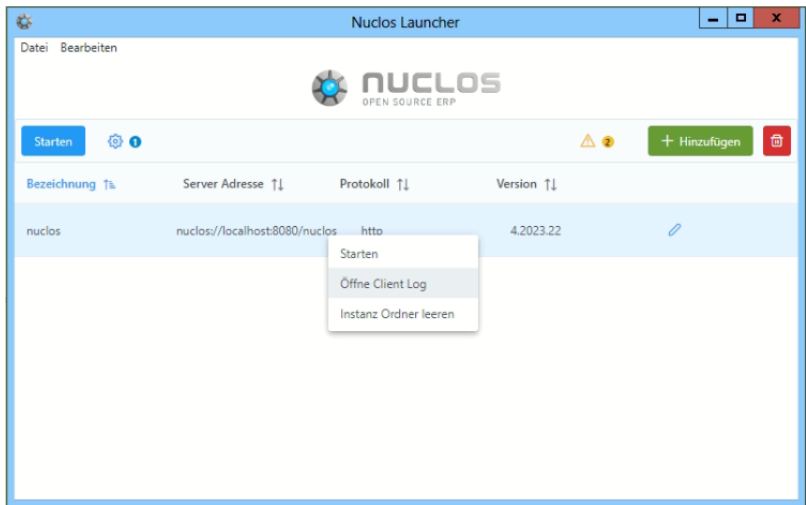 Nuclos Launcher
Datei Bearbeiten
NUCLOS
OPEN SOURCE ERP
Starten 1 2 + Hinzufügen
Bezeichnung Server Adresse Protokoll Version
nuclos nuclos://localhost:8080/nuclos http 4.2023.22
Starten
Öffne Client Log
Instanz Ordner leeren